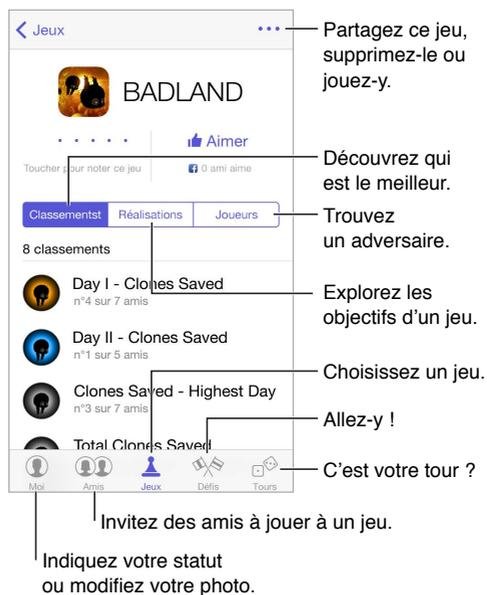 Jeux
Partagez ce jeu,
supprimez-le ou
jouez-y.
BADLAND
Aimer
Toucher pour noter ce jeu
0 ami aime
Découvrez qui
est le meilleur.
Classementst
Réalisations
Joueurs
Trouvez
un adversaire.
8 classements
Day I - Clones Saved
n°4 sur 7 amis
Explorez les
objectifs d'un jeu.
Day II - Clones Saved
n°1 sur 5 amis
Choisissez un jeu.
Clones Saved - Highest Day
n°3 sur 7 amis
Allez-y !
Total Clones Saved
C'est votre tour ?
Moi
Amis
Jeux
Défis
Tours
Invitez des amis à jouer à un jeu.
Indiquez votre statut
ou modifiez votre photo.